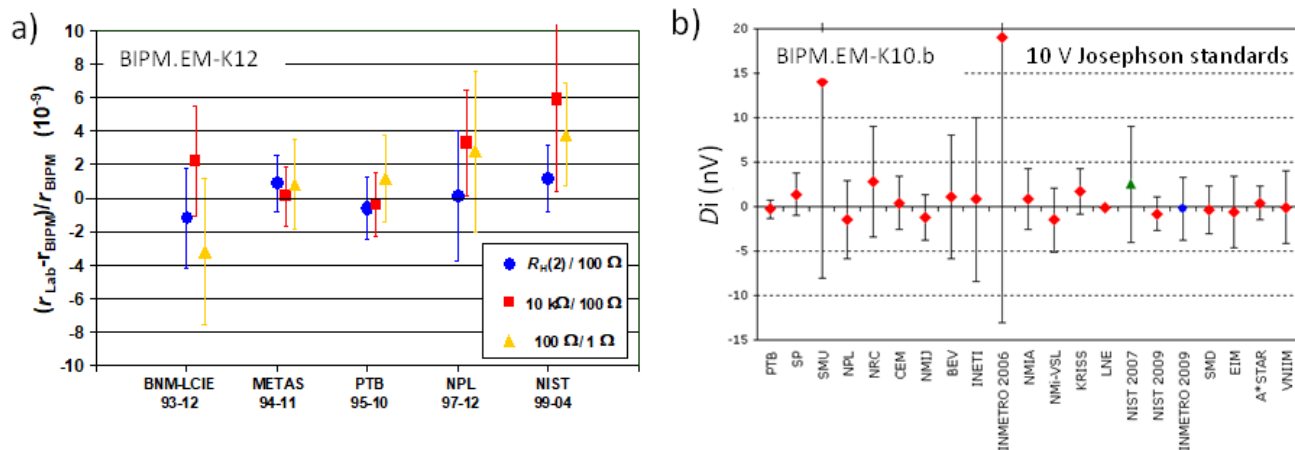 a)
BIPM.EM-K12
(r_Lab-r_BIPM)/r_BIPM (10⁻⁹)
10
8
6
4
2
0
-2
-4
-6
-8
-10
R_H(2) / 100 Ω
10 kΩ/ 100 Ω
100 Ω/ 1 Ω
BNM-LCIE METAS PTB NPL NIST
93-12 94-11 95-10 97-12 99-04
b)
BIPM.EM-K10.b 10 V Josephson standards
Di (nV)
20
15
10
5
0
-5
-10
-15
PTB
SP
SMU
NPL
NRC
CEM
NMIJ
BEV
INETI
INMETRO 2006
NMIA
NMi-VSL
KRISS
LNE
NIST 2007
NIST 2009
INMETRO 2009
SMD
EIM
A*STAR
VNIIM